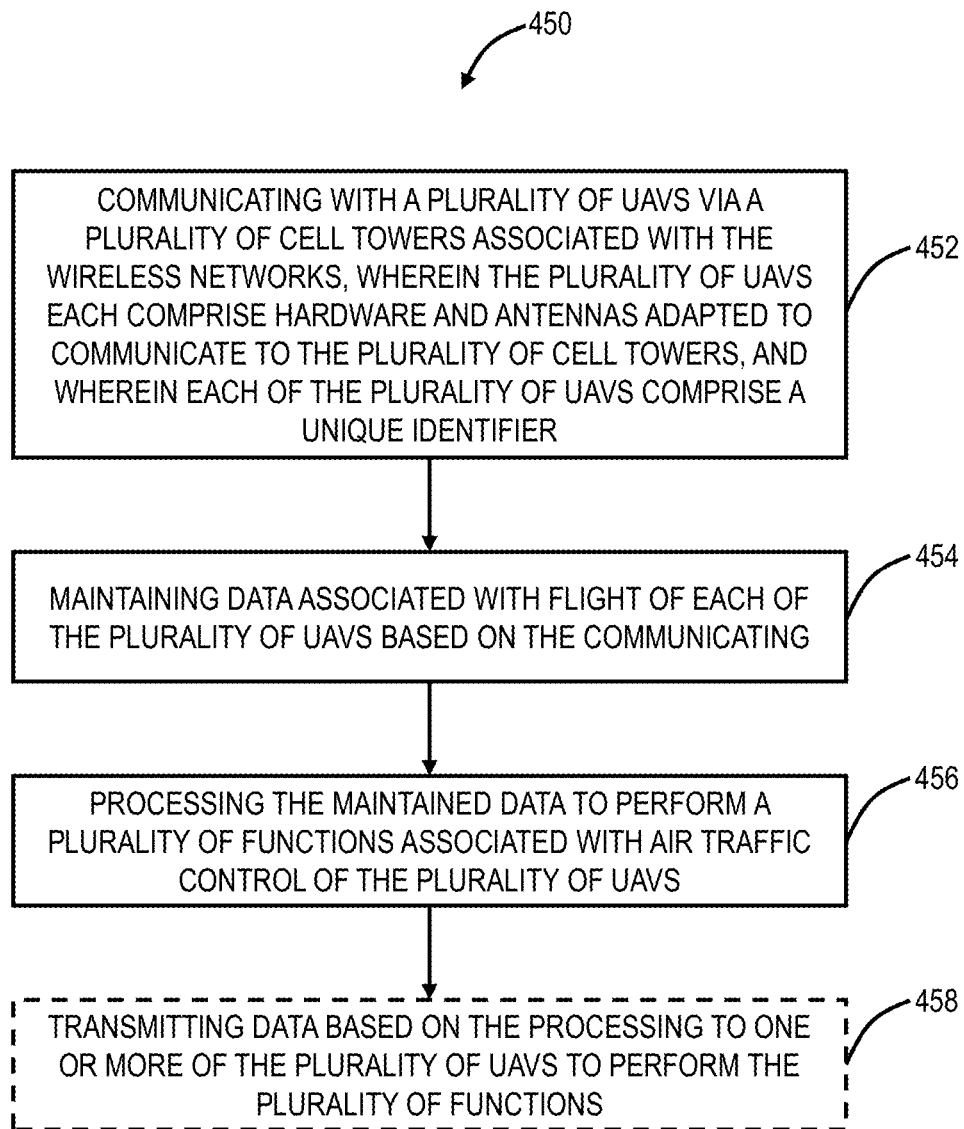 450
COMMUNICATING WITH A PLURALITY OF UAVS VIA A
PLURALITY OF CELL TOWERS ASSOCIATED WITH THE
WIRELESS NETWORKS, WHEREIN THE PLURALITY OF UAVS
EACH COMPRISE HARDWARE AND ANTENNAS ADAPTED TO
COMMUNICATE TO THE PLURALITY OF CELL TOWERS, AND
WHEREIN EACH OF THE PLURALITY OF UAVS COMPRISE A
UNIQUE IDENTIFIER
452
MAINTAINING DATA ASSOCIATED WITH FLIGHT OF EACH OF
THE PLURALITY OF UAVS BASED ON THE COMMUNICATING
454
PROCESSING THE MAINTAINED DATA TO PERFORM A
PLURALITY OF FUNCTIONS ASSOCIATED WITH AIR TRAFFIC
CONTROL OF THE PLURALITY OF UAVS
456
TRANSMITTING DATA BASED ON THE PROCESSING TO ONE
OR MORE OF THE PLURALITY OF UAVS TO PERFORM THE
PLURALITY OF FUNCTIONS
458